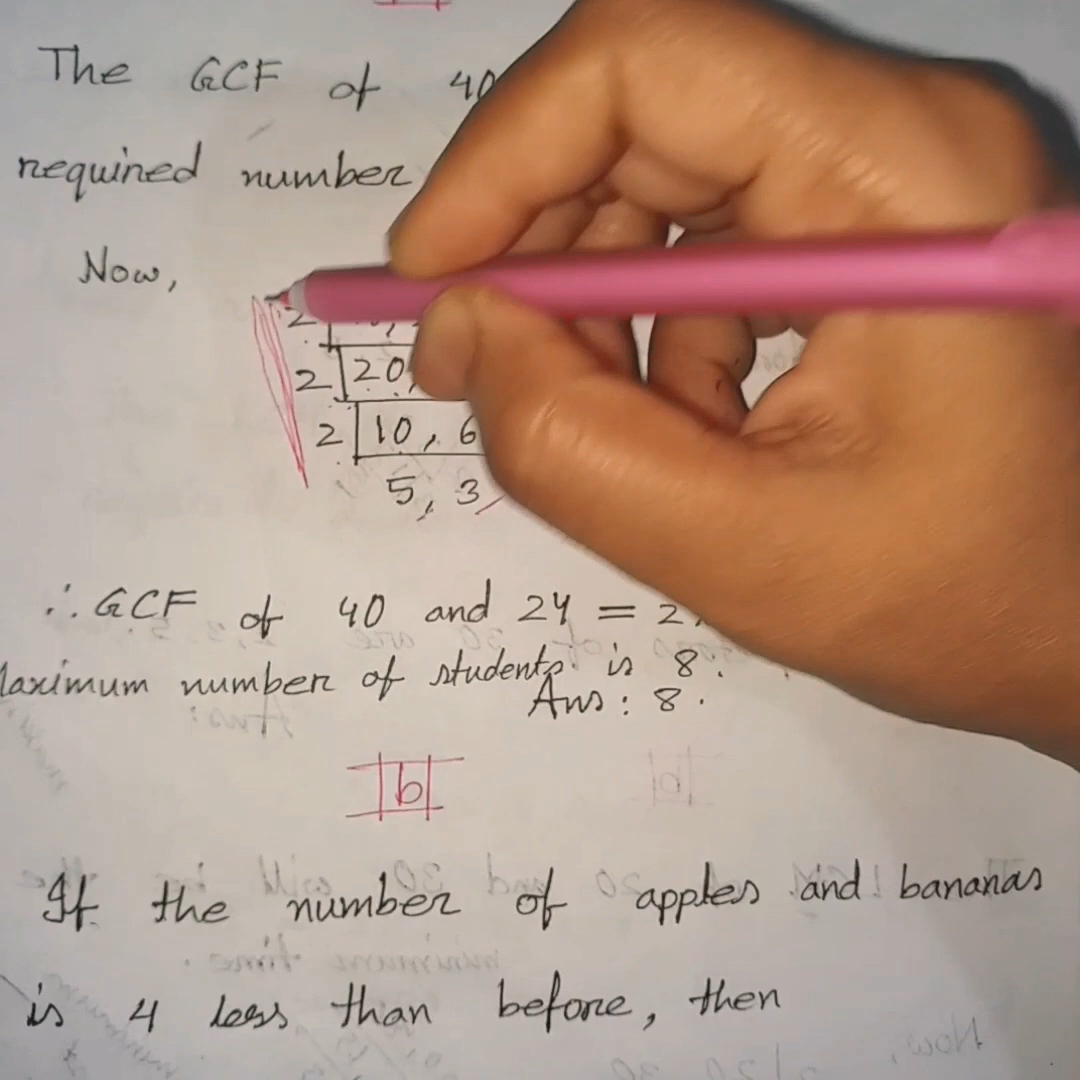 The GCF of 40
required number
Now,
2
2 20,
2 10, 6
5, 3
∴ GCF of 40 and 24 = 2
Maximum number of students is 8.
Ans: 8.
b
If the number of apples and bananas
is 4 less than before, then